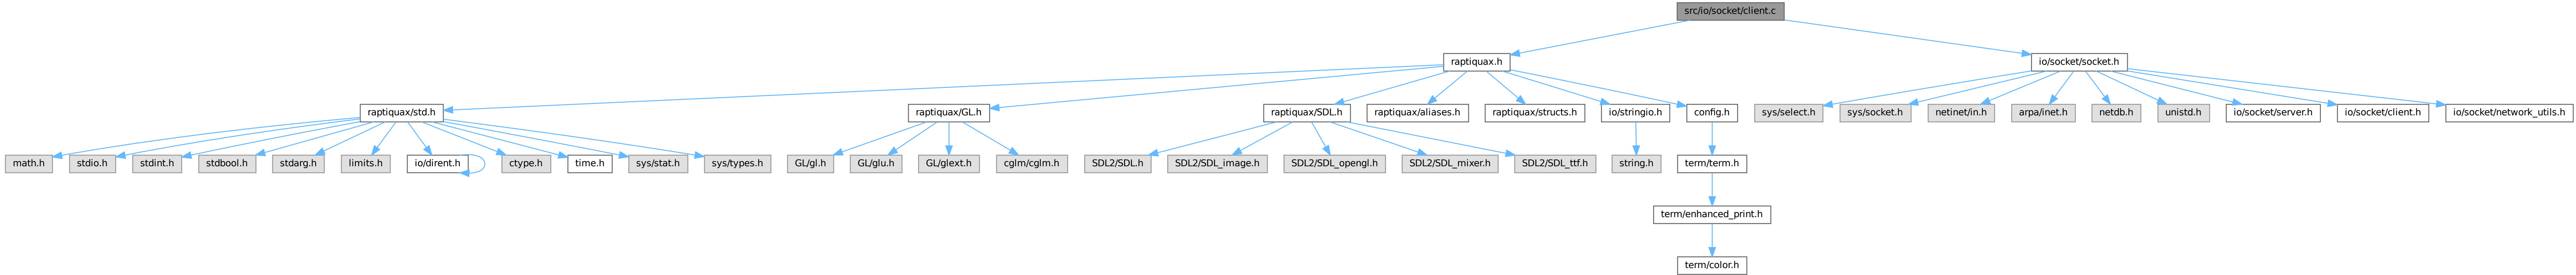 src/io/socket/client.c
raptiquax.h
io/socket/socket.h
raptiquax/std.h
raptiquax/GL.h
raptiquax/SDL.h
raptiquax/aliases.h
raptiquax/structs.h
io/stringio.h
config.h
sys/select.h
sys/socket.h
netinet/in.h
arpa/inet.h
netdb.h
unistd.h
io/socket/server.h
io/socket/client.h
io/socket/network_utils.h
math.h
stdio.h
stdint.h
stdbool.h
stdarg.h
limits.h
io/dirent.h
ctype.h
time.h
sys/stat.h
sys/types.h
GL/gl.h
GL/glu.h
GL/glext.h
cglm/cglm.h
SDL2/SDL.h
SDL2/SDL_image.h
SDL2/SDL_opengl.h
SDL2/SDL_mixer.h
SDL2/SDL_ttf.h
string.h
term/term.h
term/enhanced_print.h
term/color.h